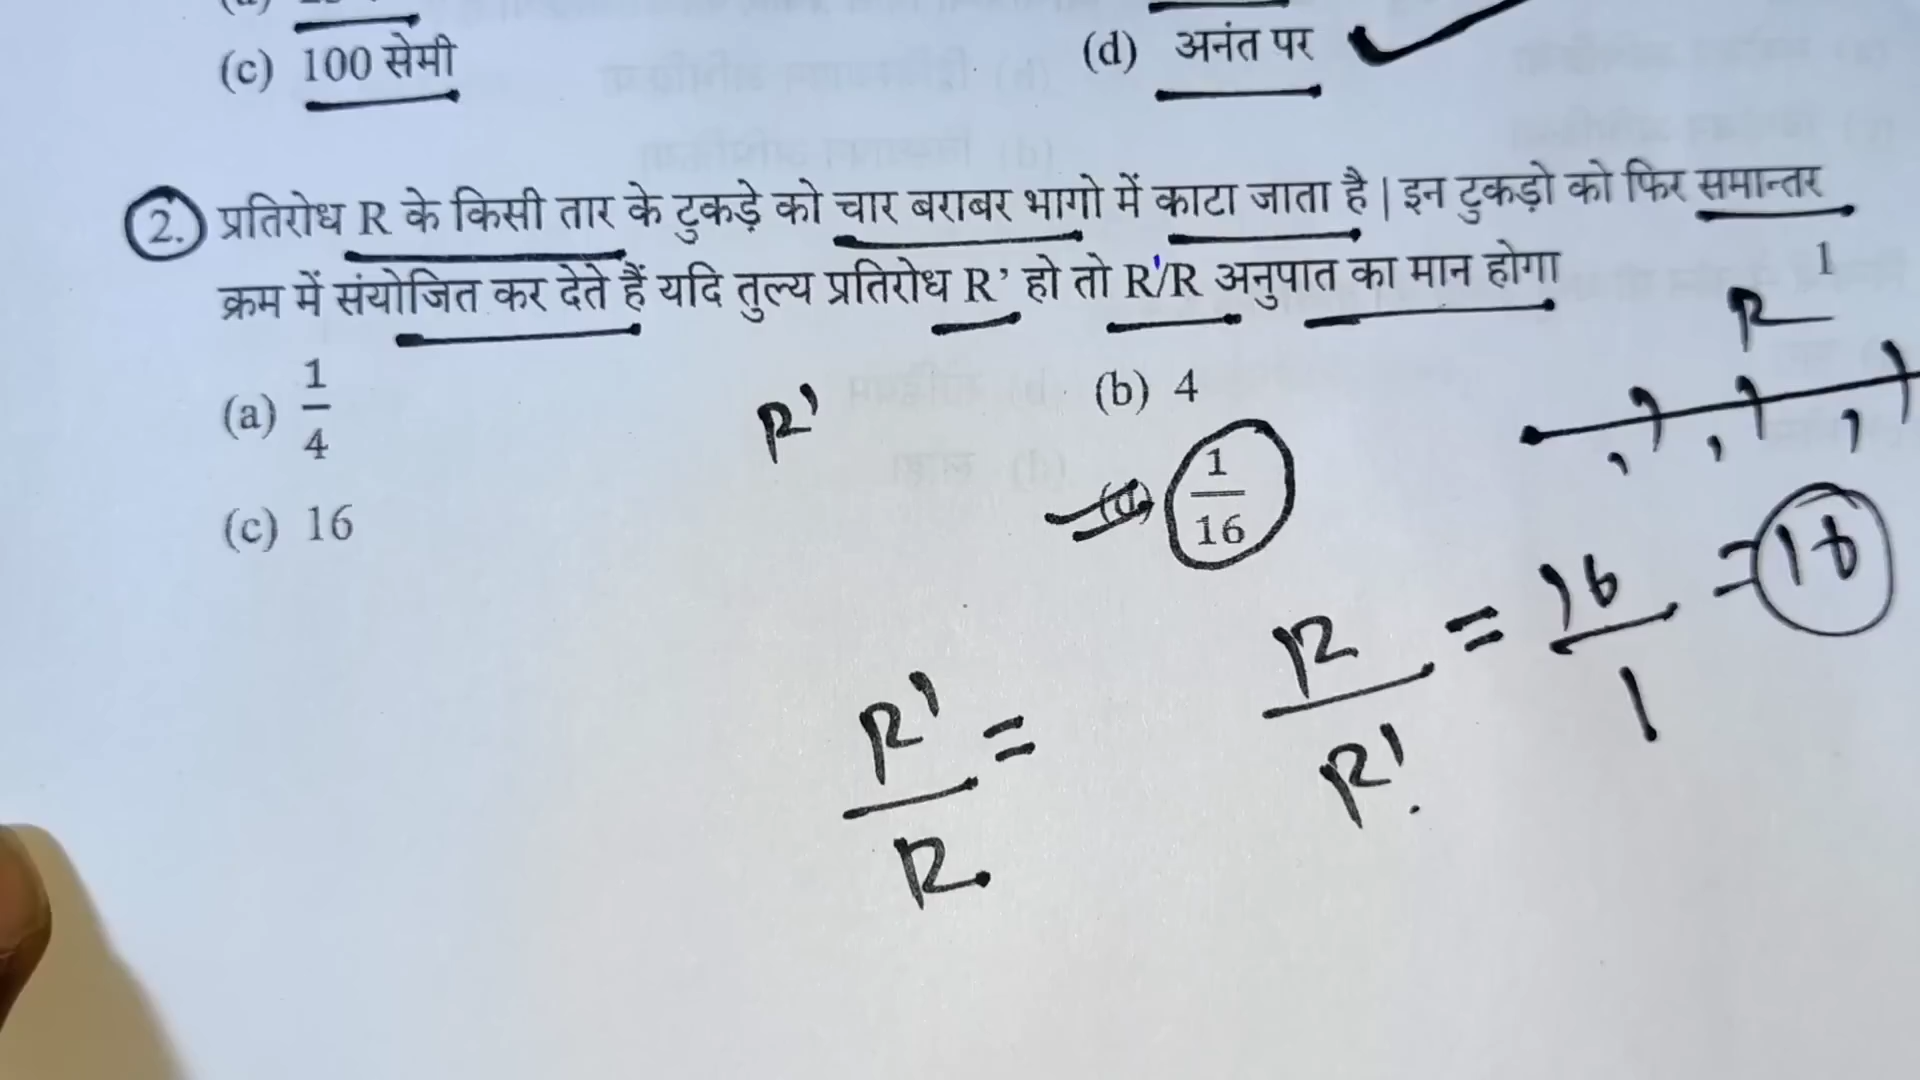 (c) 100 सेमी
(d) अनंत पर
2. प्रतिरोध R के किसी तार के टुकड़े को चार बराबर भागो में काटा जाता है | इन टुकड़ो को फिर समान्तर
क्रम में संयोजित कर देते हैं यदि तुल्य प्रतिरोध R’ हो तो R'/R अनुपात का मान होगा
1
R
(a) 1/4
R'
(b) 4
(c) 16
(d) 1/16
R'/R =
R/R' = 16/1 = 16